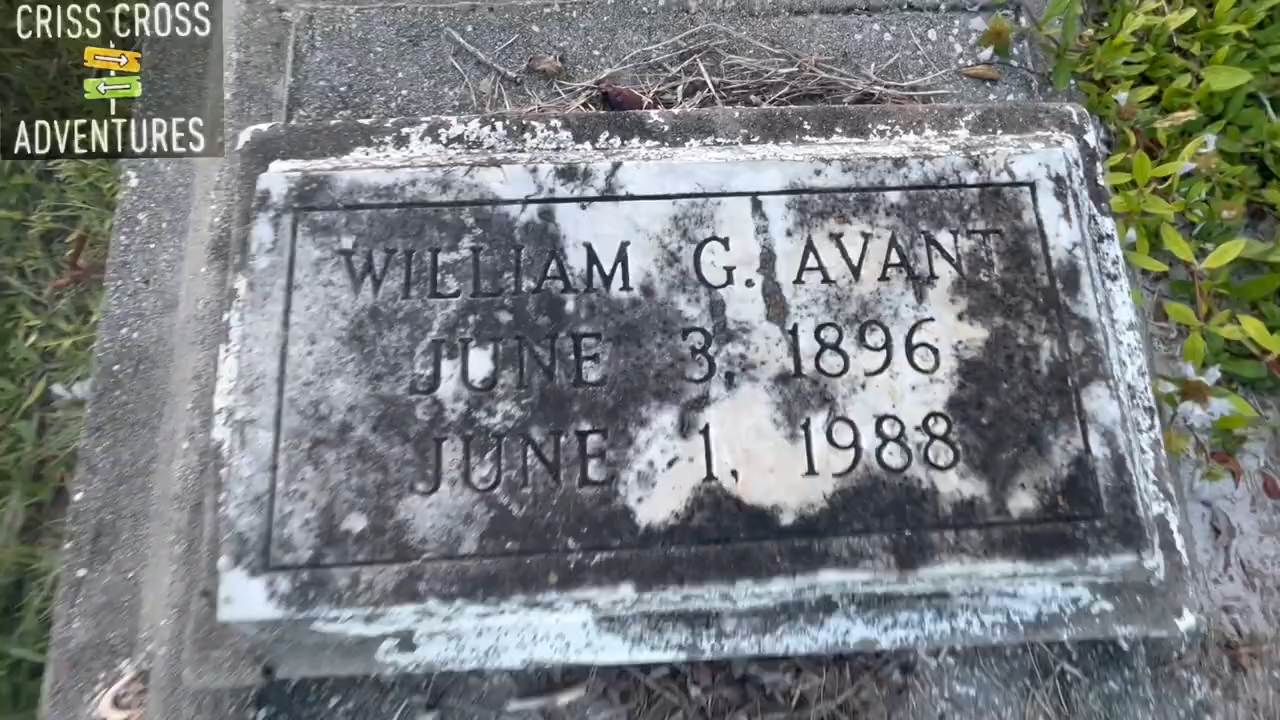 CRISS CROSS
ADVENTURES
WILLIAM G. AVANT
JUNE 3, 1896
JUNE 1, 1988